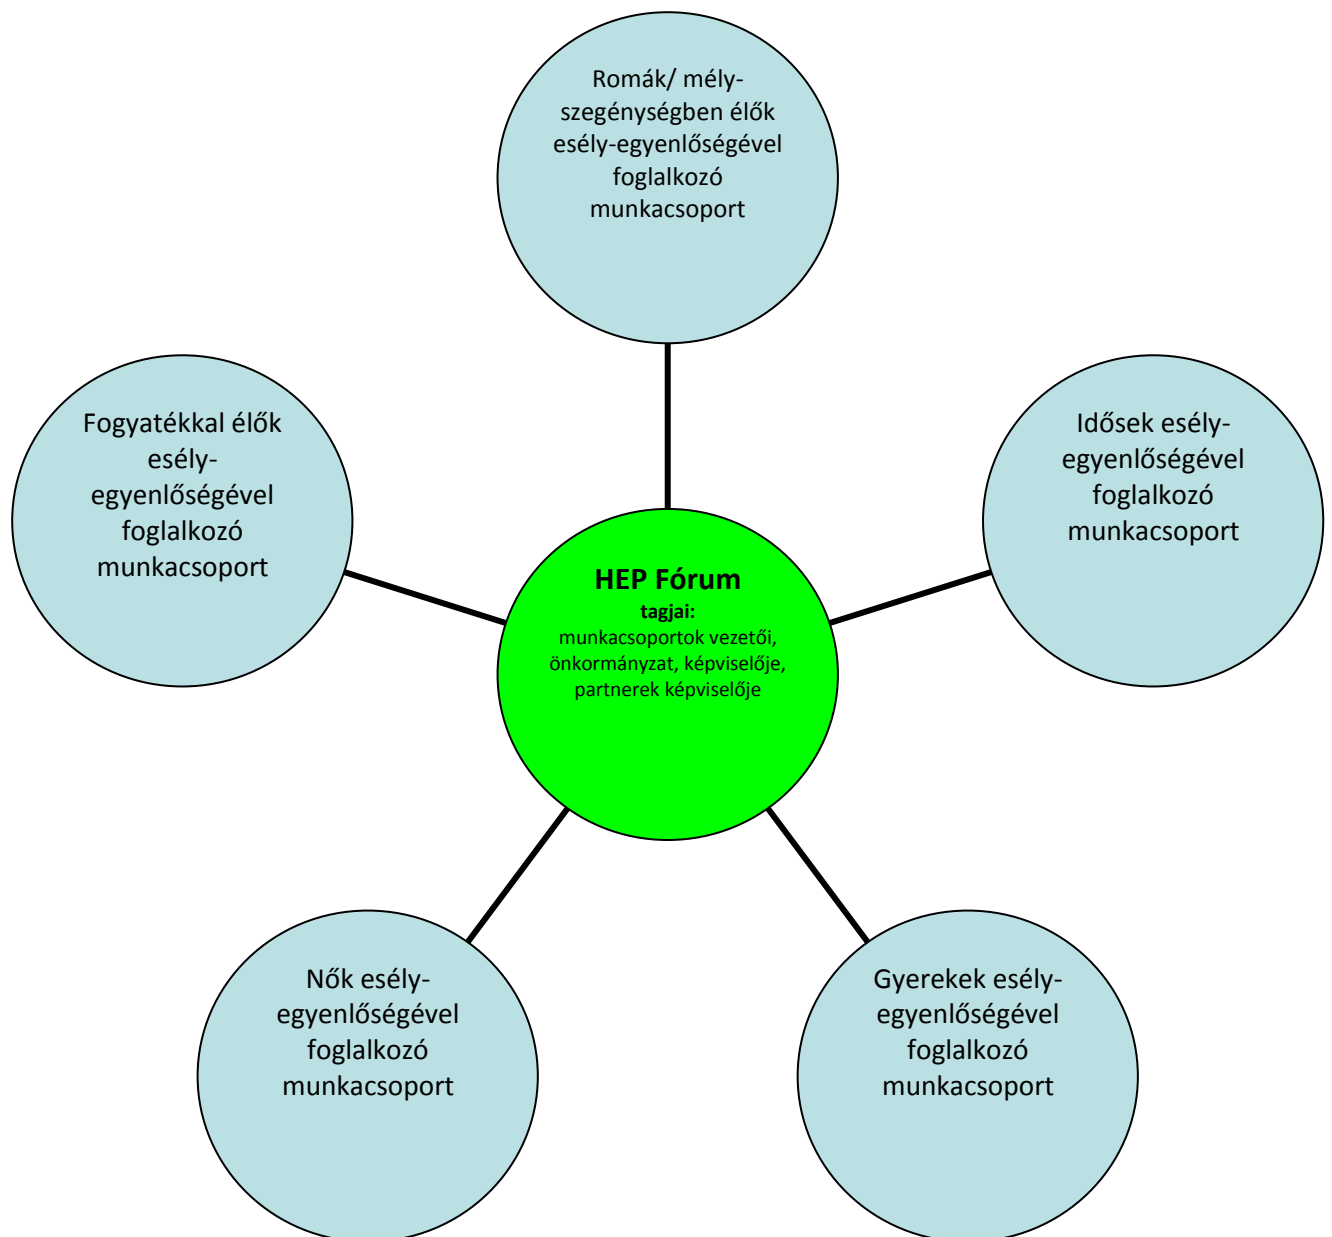 Romák/ mély-
szegénységben élők
esély-egyenlőségével
foglalkozó
munkacsoport
Fogyatékkal élők
esély-
egyenlőségével
foglalkozó
munkacsoport
Idősek esély-
egyenlőségével
foglalkozó
munkacsoport
HEP Fórum
tagjai:
munkacsoportok vezetői,
önkormányzat, képviselője,
partnerek képviselője
Nők esély-
egyenlőségével
foglalkozó
munkacsoport
Gyerekek esély-
egyenlőségével
foglalkozó
munkacsoport